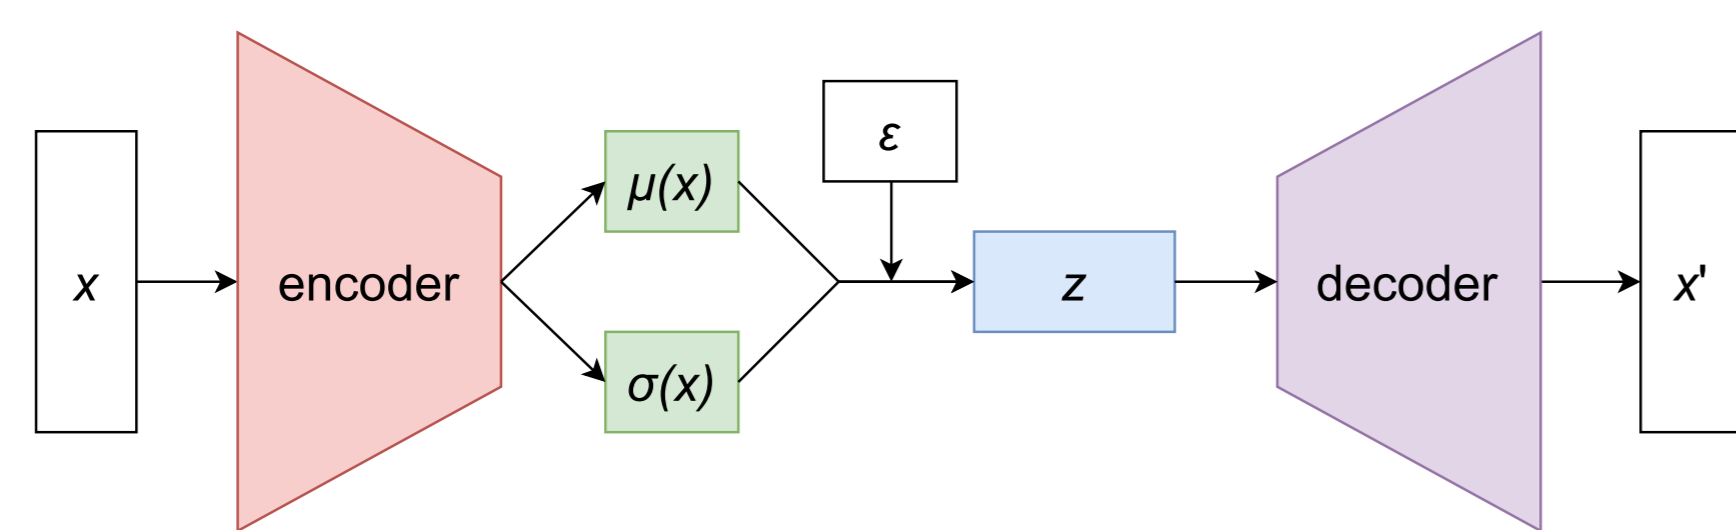 x
encoder
μ(x)
σ(x)
ε
z
decoder
x'